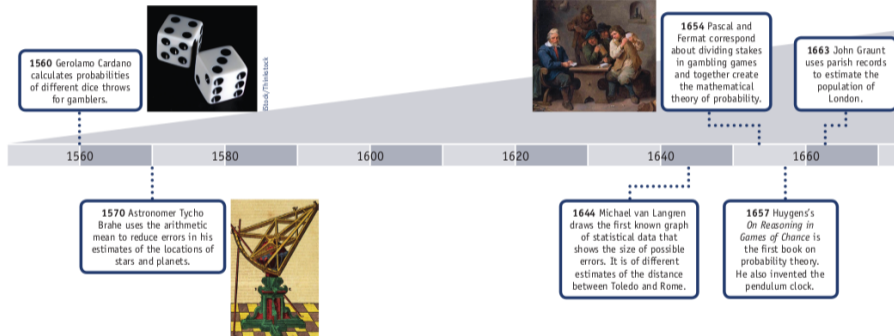 1560 Gerolamo Cardano
calculates probabilities
of different dice throws
for gamblers.
iStock/Thinkstock
1654 Pascal and
Fermat correspond
about dividing stakes
in gambling games
and together create
the mathematical
theory of probability.
1663 John Graunt
uses parish records
to estimate the
population of
London.
1560 1580 1600 1620 1640 1660
1570 Astronomer Tycho
Brahe uses the arithmetic
mean to reduce errors in his
estimates of the locations of
stars and planets.
1644 Michael van Langren
draws the first known graph
of statistical data that
shows the size of possible
errors. It is of different
estimates of the distance
between Toledo and Rome.
1657 Huygens's
On Reasoning in
Games of Chance is
the first book on
probability theory.
He also invented the
pendulum clock.